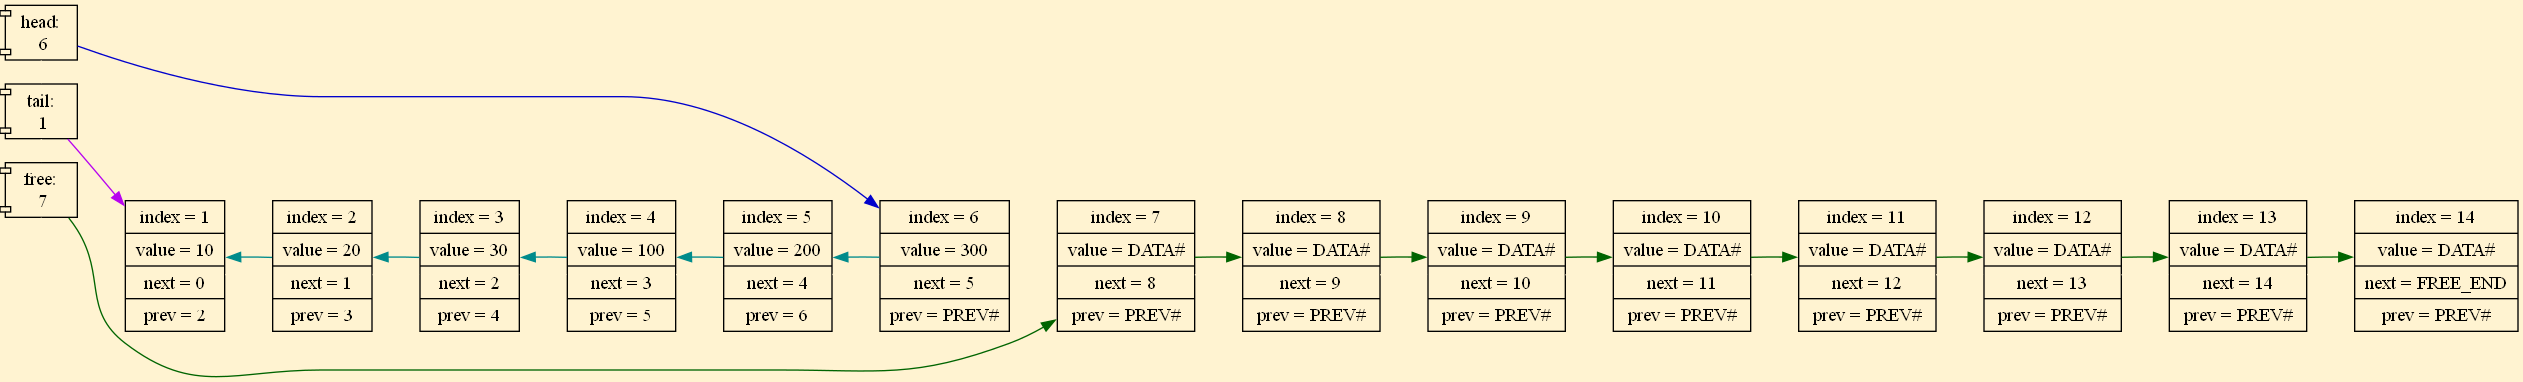 head:
6
tail:
1
free:
7
index = 1
value = 10
next = 0
prev = 2
index = 2
value = 20
next = 1
prev = 3
index = 3
value = 30
next = 2
prev = 4
index = 4
value = 100
next = 3
prev = 5
index = 5
value = 200
next = 4
prev = 6
index = 6
value = 300
next = 5
prev = PREV#
index = 7
value = DATA#
next = 8
prev = PREV#
index = 8
value = DATA#
next = 9
prev = PREV#
index = 9
value = DATA#
next = 10
prev = PREV#
index = 10
value = DATA#
next = 11
prev = PREV#
index = 11
value = DATA#
next = 12
prev = PREV#
index = 12
value = DATA#
next = 13
prev = PREV#
index = 13
value = DATA#
next = 14
prev = PREV#
index = 14
value = DATA#
next = FREE_END
prev = PREV#